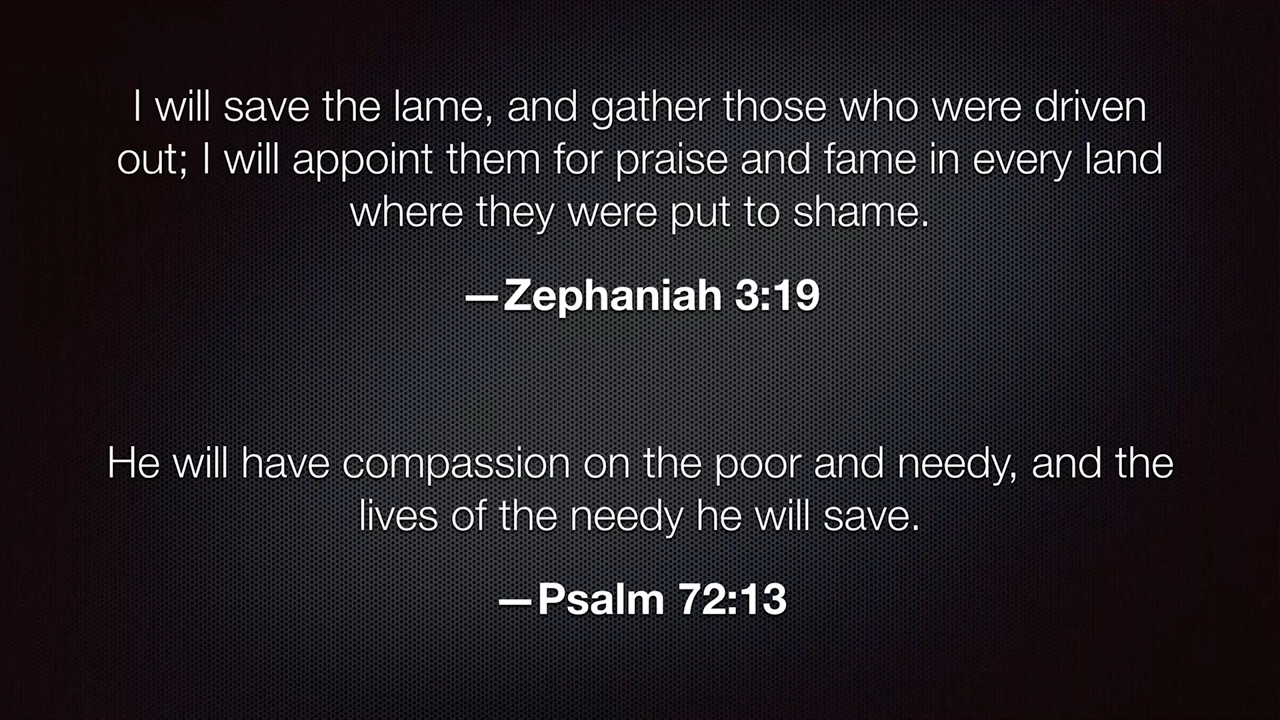 I will save the lame, and gather those who were driven
out; I will appoint them for praise and fame in every land
where they were put to shame.
—Zephaniah 3:19
He will have compassion on the poor and needy, and the
lives of the needy he will save.
—Psalm 72:13